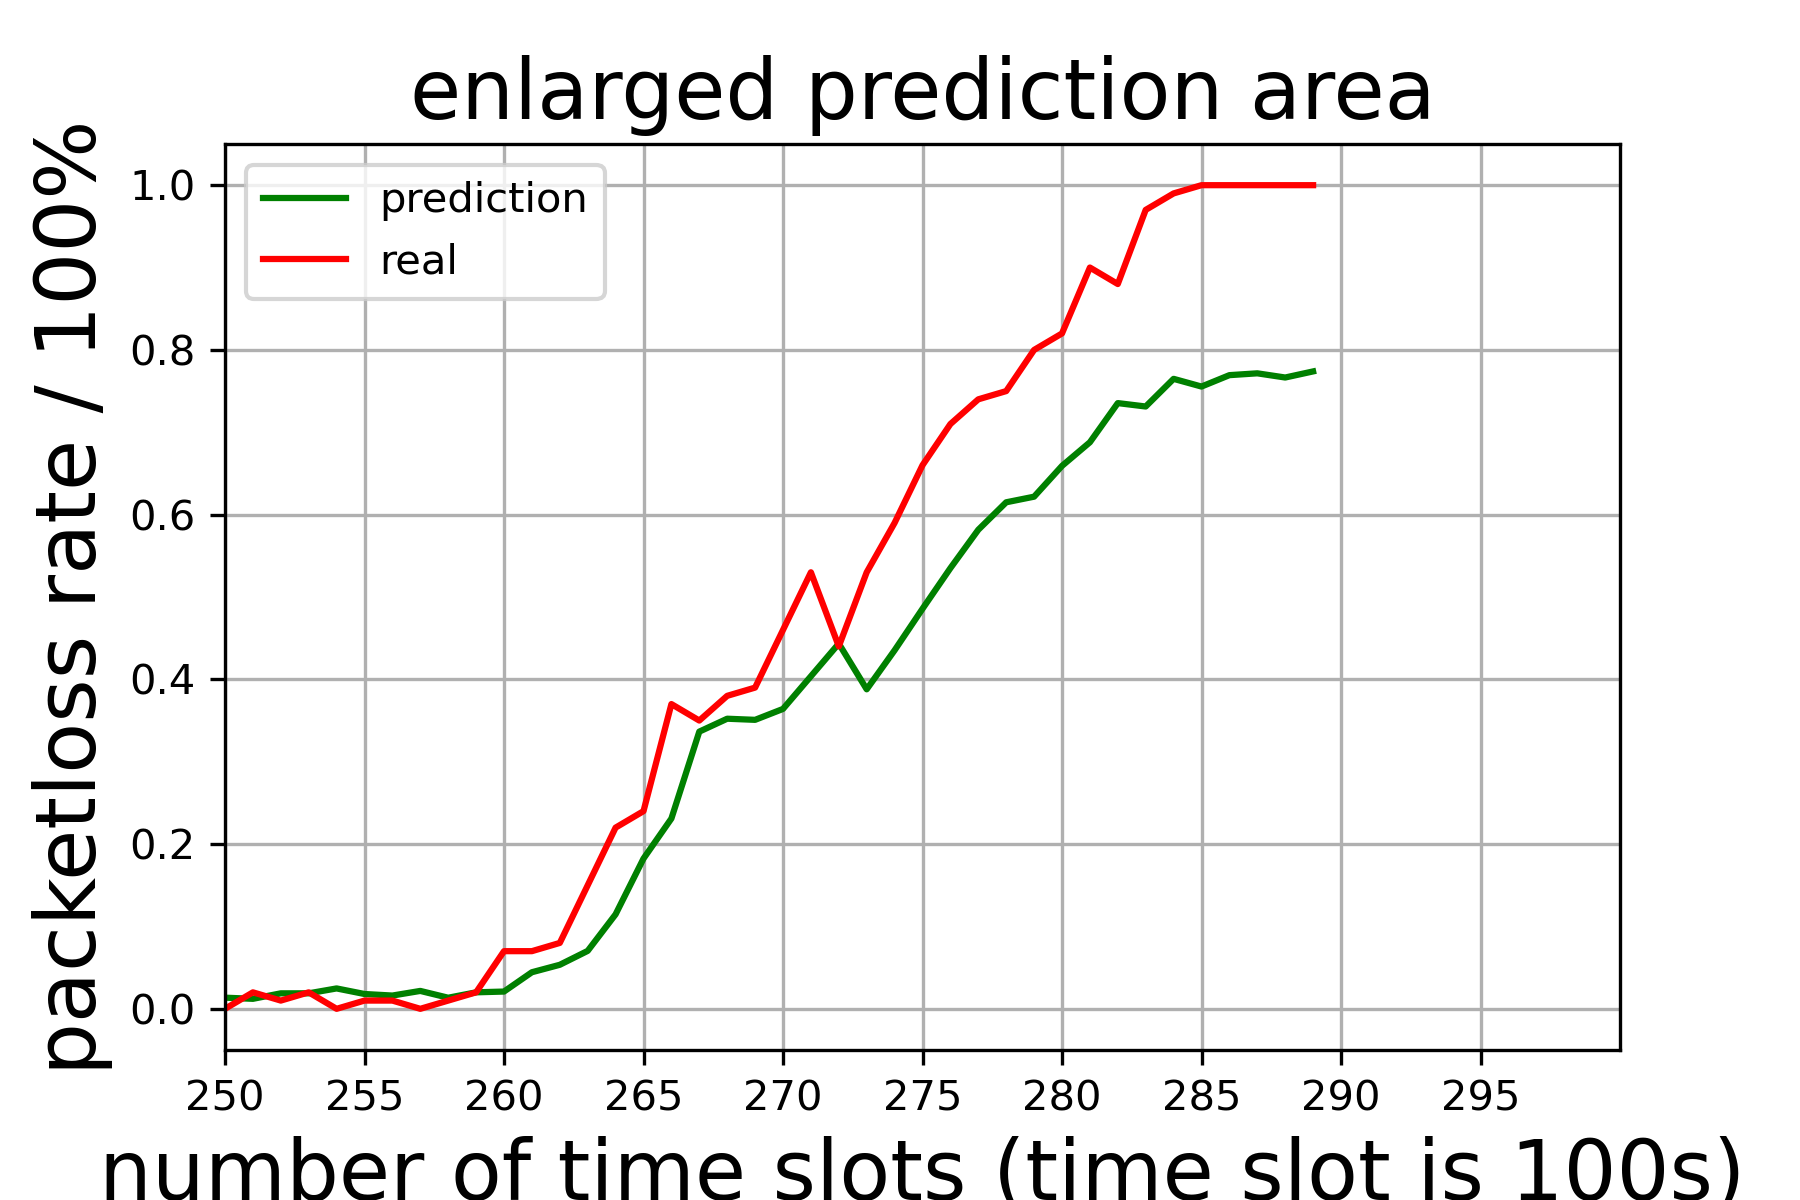 enlarged prediction area
packetloss rate / 100%
prediction
real
1.0
0.8
0.6
0.4
0.2
0.0
250 255 260 265 270 275 280 285 290 295
number of time slots (time slot is 100s)